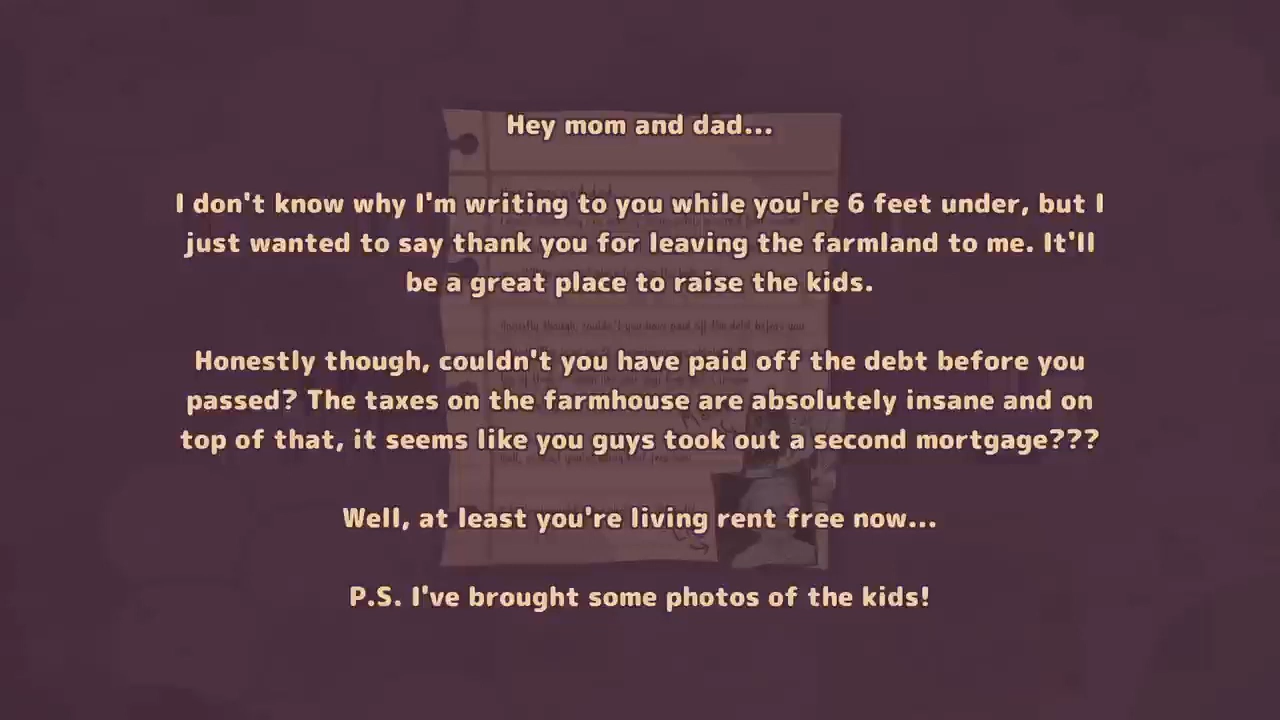 Hey mom and dad...
I don't know why I'm writing to you while you're 6 feet under, but I
just wanted to say thank you for leaving the farmland to me. It'll
be a great place to raise the kids.
Honestly though, couldn't you have paid off the debt before you
passed? The taxes on the farmhouse are absolutely insane and on
top of that, it seems like you guys took out a second mortgage???
Well, at least you're living rent free now...
P.S. I've brought some photos of the kids!